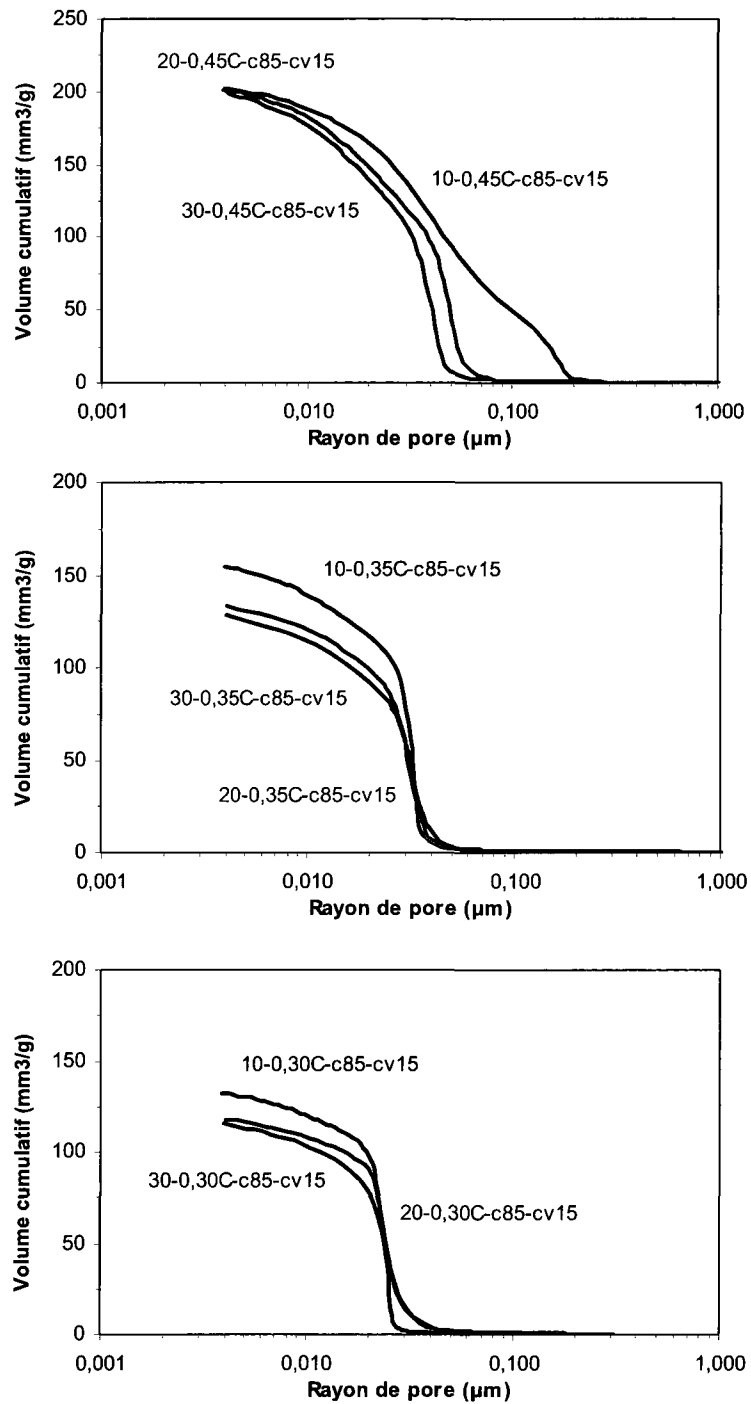 250
20-0,45C-c85-cv15
200
Volume cumulatif (mm3/g)
150
10-0,45C-c85-cv15
30-0,45C-c85-cv15
100
50
0
0,001 0,010 0,100 1,000
Rayon de pore (µm)
200
Volume cumulatif (mm3/g)
150
10-0,35C-c85-cv15
100
30-0,35C-c85-cv15
50
20-0,35C-c85-cv15
0
0,001 0,010 0,100 1,000
Rayon de pore (µm)
200
Volume cumulatif (mm3/g)
150
10-0,30C-c85-cv15
100
30-0,30C-c85-cv15
20-0,30C-c85-cv15
50
0
0,001 0,010 0,100 1,000
Rayon de pore (µm)